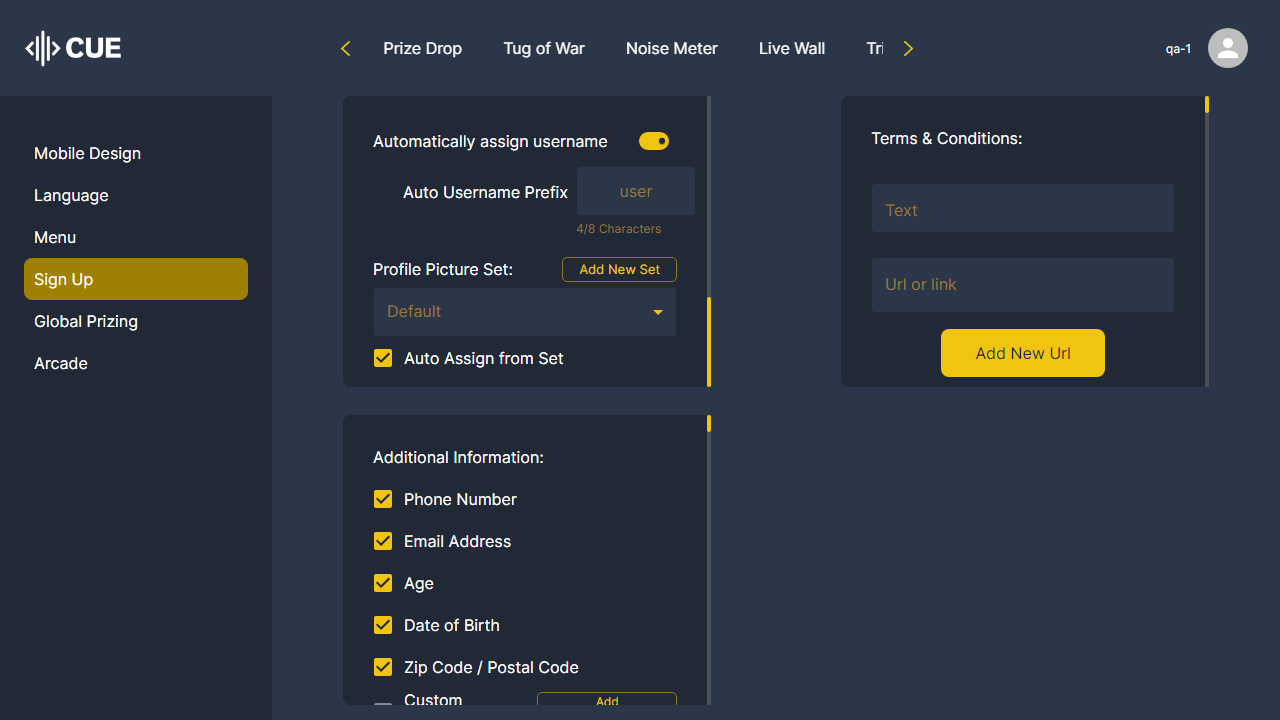 CUE
Prize Drop
Tug of War
Noise Meter
Live Wall
Tri
qa-1
Mobile Design
Language
Menu
Sign Up
Global Prizing
Arcade
Automatically assign username
Auto Username Prefix
user
4/8 Characters
Profile Picture Set:
Add New Set
Default
Auto Assign from Set
Additional Information:
Phone Number
Email Address
Age
Date of Birth
Zip Code / Postal Code
Custom
Add
Terms & Conditions:
Text
Url or link
Add New Url